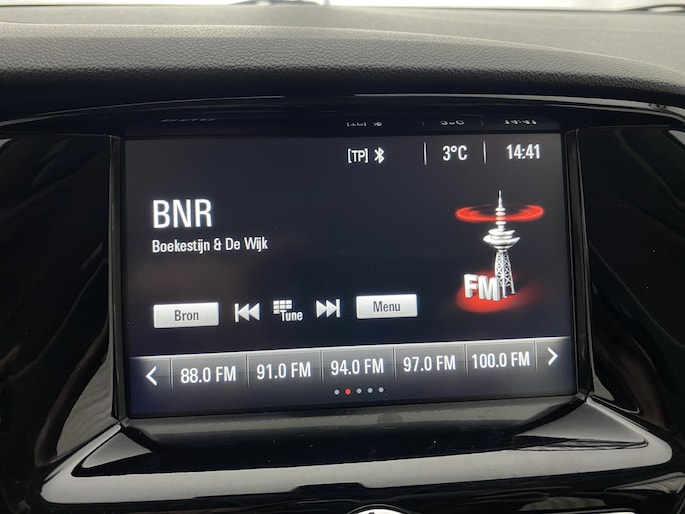 [TP] 3°C 14:41
BNR
Boekestijn & De Wijk
FM
Bron Tune Menu
88.0 FM 91.0 FM 94.0 FM 97.0 FM 100.0 FM